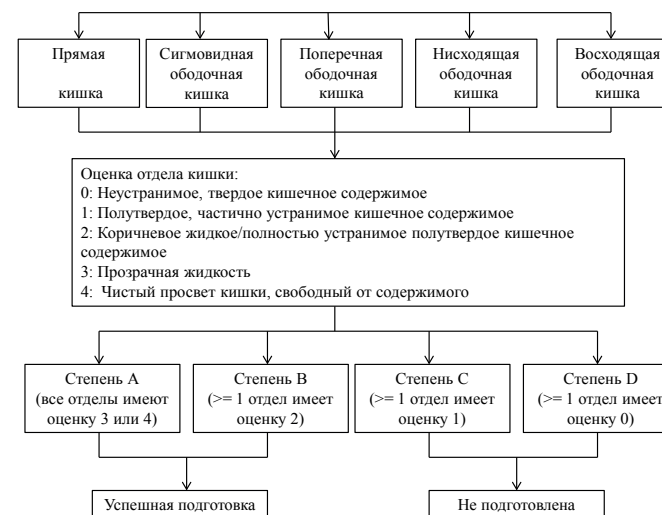 Прямая
кишка
Сигмовидная
ободочная
кишка
Поперечная
ободочная
кишка
Нисходящая
ободочная
кишка
Восходящая
ободочная
кишка
Оценка отдела кишки:
0: Неустранимое, твердое кишечное содержимое
1: Полутвердое, частично устранимое кишечное содержимое
2: Коричневое жидкое/полностью устранимое полутвердое кишечное
содержимое
3: Прозрачная жидкость
4: Чистый просвет кишки, свободный от содержимого
Степень A
(все отделы имеют
оценку 3 или 4)
Степень B
(>= 1 отдел имеет
оценку 2)
Степень C
(>= 1 отдел имеет
оценку 1)
Степень D
(>= 1 отдел имеет
оценку 0)
Успешная подготовка
Не подготовлена